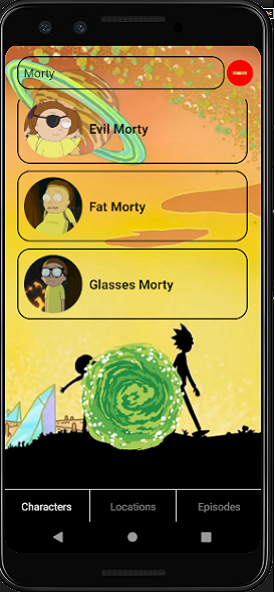 Morty
Evil Morty
Fat Morty
Glasses Morty
Characters
Locations
Episodes